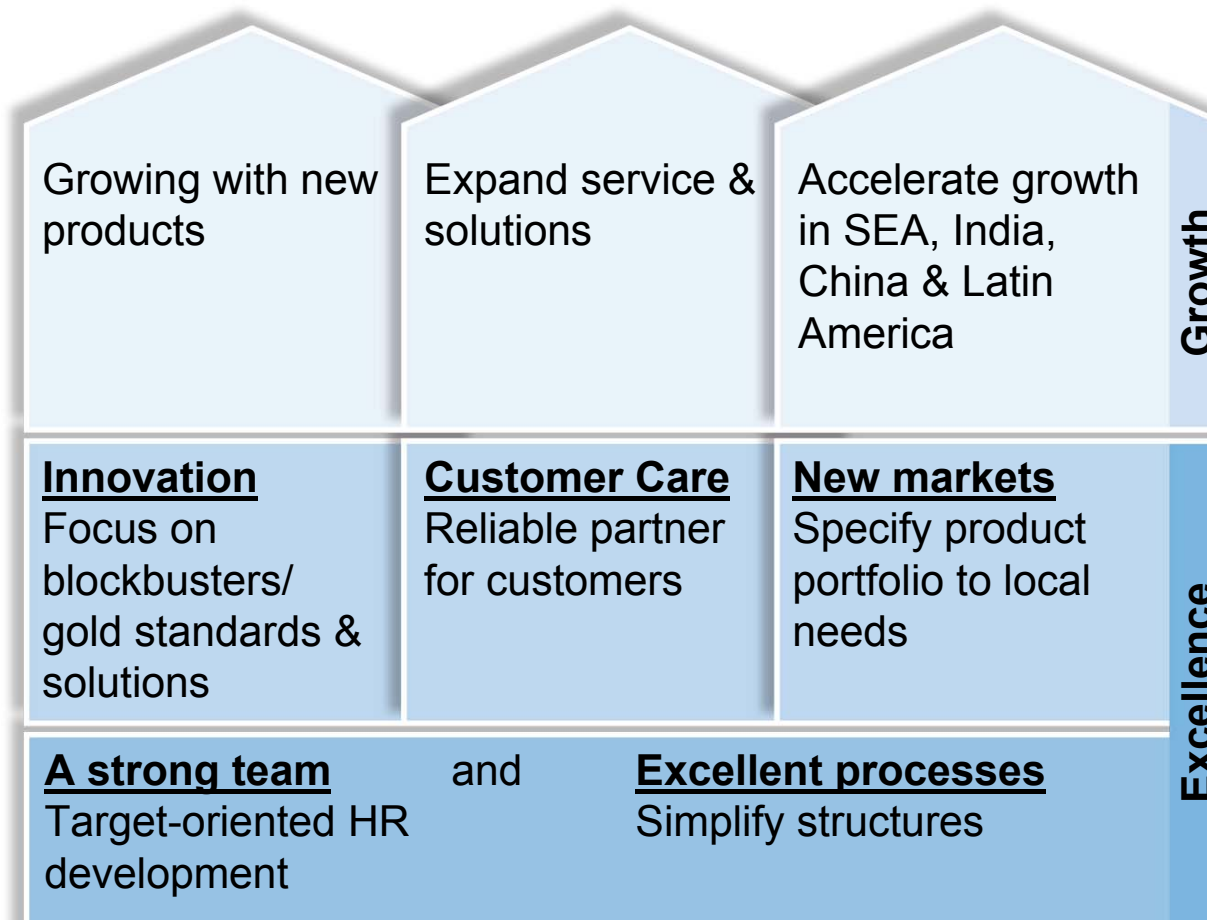 Growing with new
products
Expand service &
solutions
Accelerate growth
in SEA, India,
China & Latin
America
Growth
Innovation
Focus on
blockbusters/
gold standards &
solutions
Customer Care
Reliable partner
for customers
New markets
Specify product
portfolio to local
needs
Excellence
A strong team and Excellent processes
Target-oriented HR
development
Simplify structures